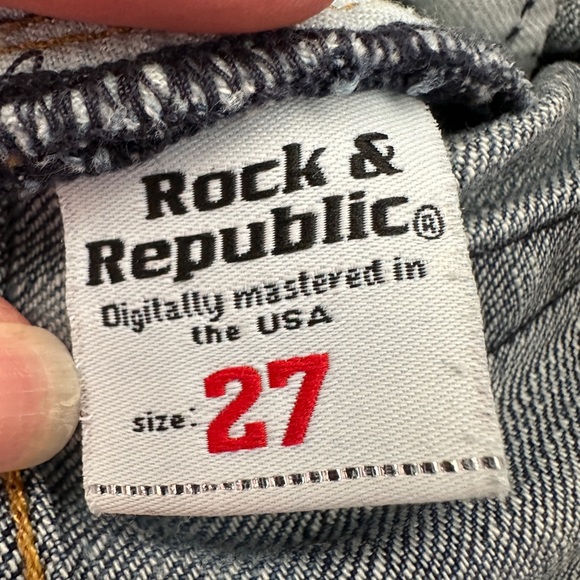 Rock &
Republic®
Digitally mastered in
the USA
size: 27